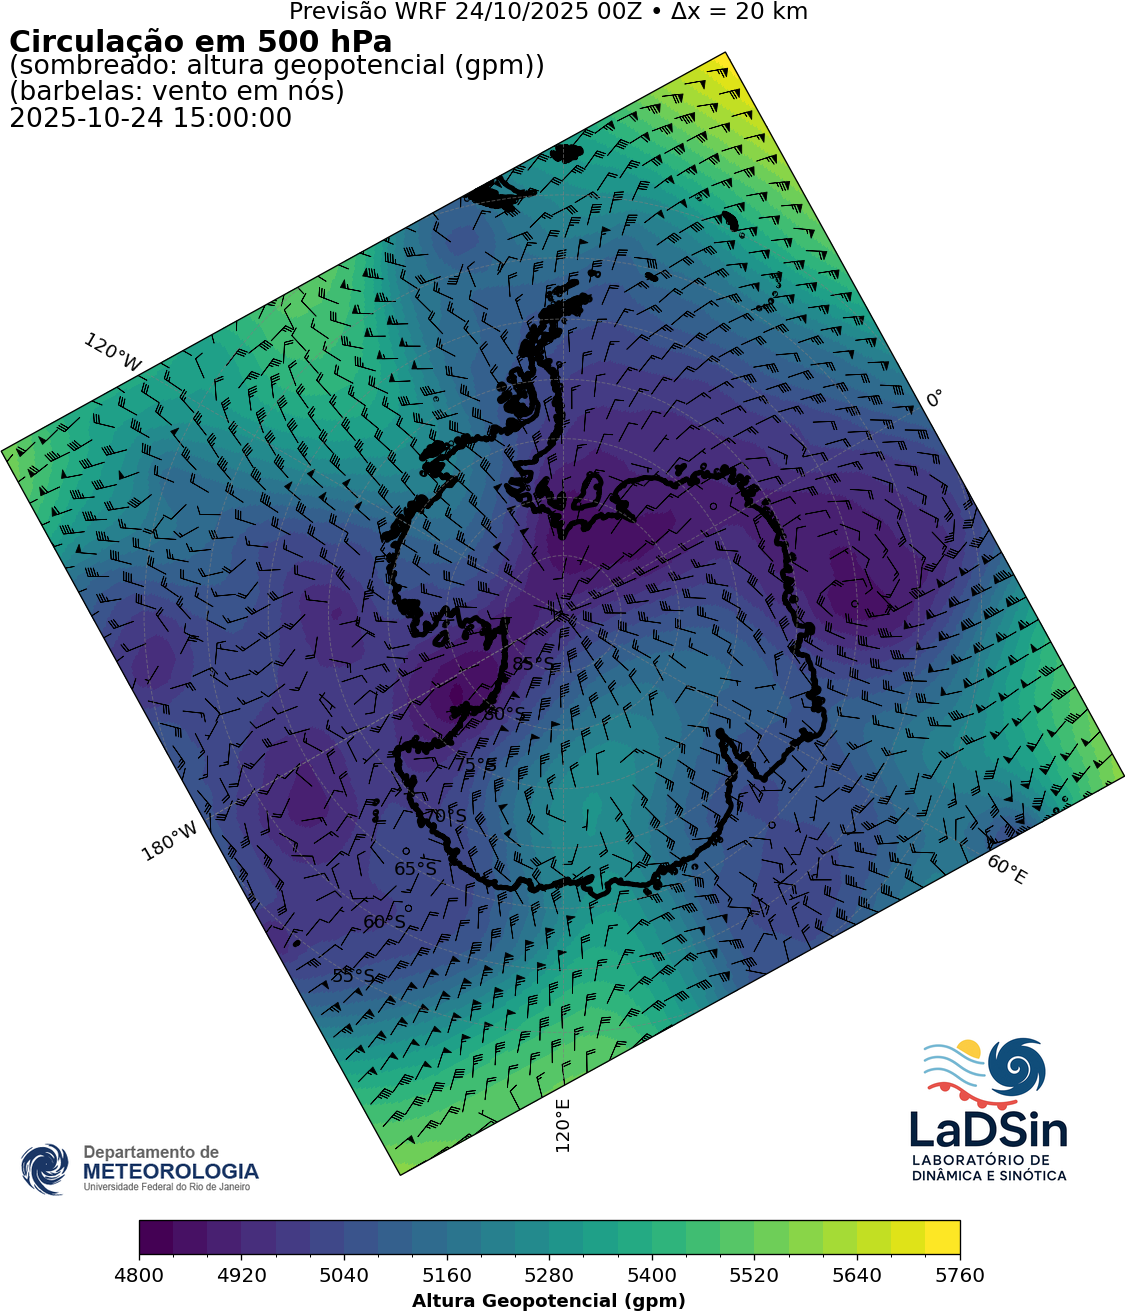 Previsão WRF 24/10/2025 00Z • Δx = 20 km
Circulação em 500 hPa
(sombreado: altura geopotencial (gpm))
(barbelas: vento em nós)
2025-10-24 15:00:00
120°W
0°
85°S
80°S
75°S
70°S
180°W
65°S
60°E
60°S
55°S
120°E
LaDSin
LABORATÓRIO DE
DINÂMICA E SINÓTICA
Departamento de
METEOROLOGIA
Universidade Federal do Rio de Janeiro
4800 4920 5040 5160 5280 5400 5520 5640 5760
Altura Geopotencial (gpm)